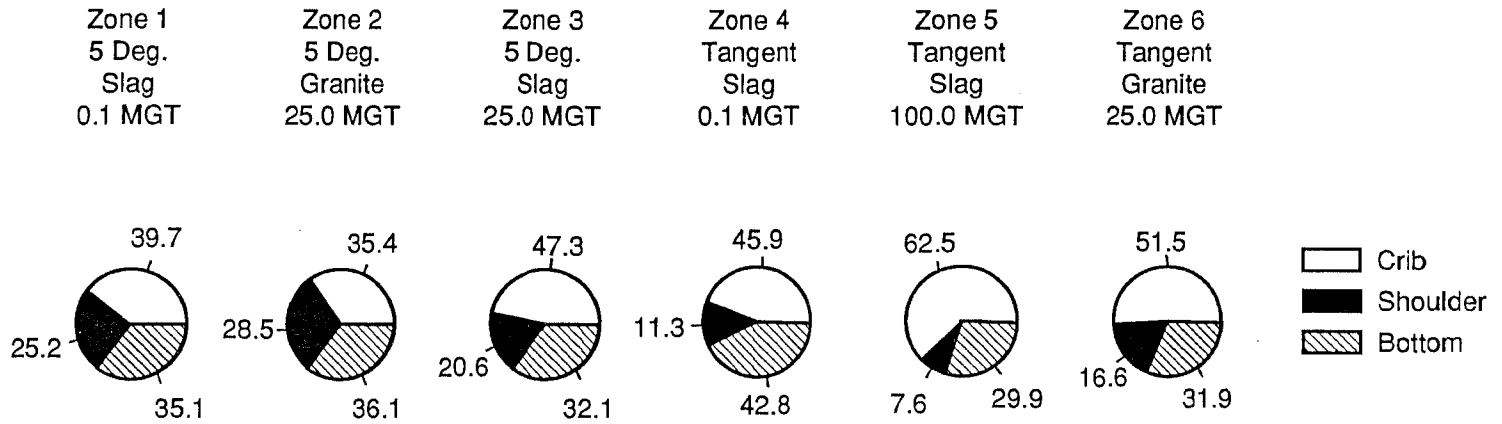 Zone 1
5 Deg.
Slag
0.1 MGT
Zone 2
5 Deg.
Granite
25.0 MGT
Zone 3
5 Deg.
Slag
25.0 MGT
Zone 4
Tangent
Slag
0.1 MGT
Zone 5
Tangent
Slag
100.0 MGT
Zone 6
Tangent
Granite
25.0 MGT
39.7
25.2
35.1
35.4
28.5
36.1
47.3
20.6
32.1
45.9
11.3
42.8
62.5
7.6
29.9
51.5
16.6
31.9
Crib
Shoulder
Bottom